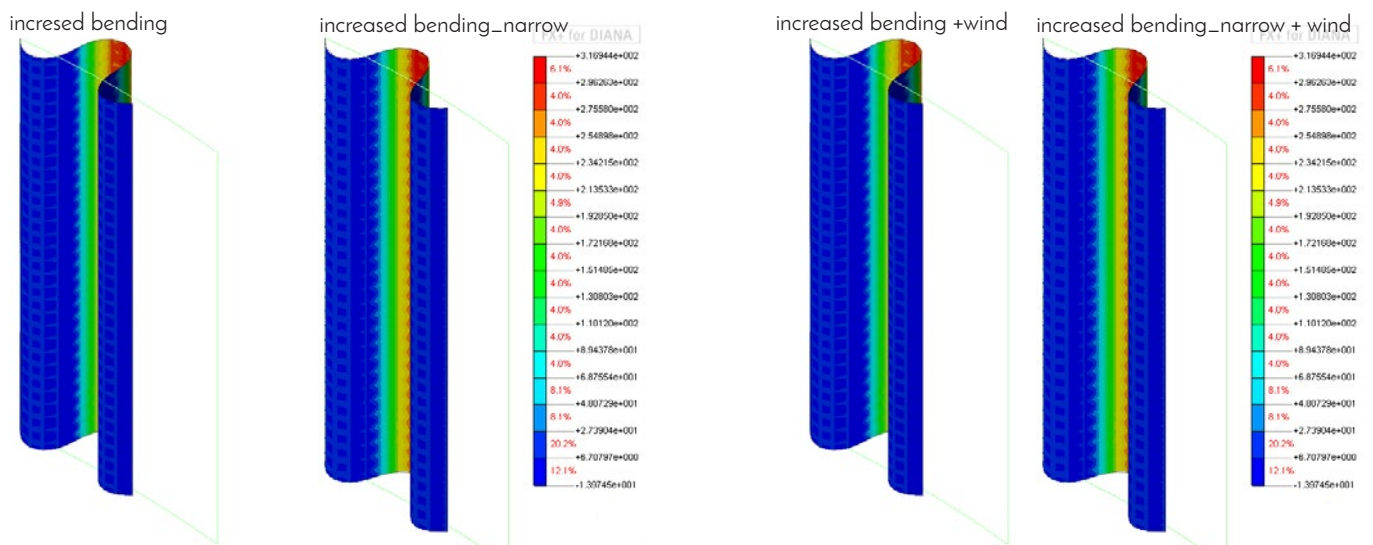 incresed bending
increased bending_narrow
FX+ for DIANA
+3.16944e+002
6.1%
+2.96263e+002
4.0%
+2.75580e+002
4.0%
+2.54898e+002
4.0%
+2.34215e+002
4.0%
+2.13533e+002
4.9%
+1.92850e+002
4.0%
+1.72168e+002
4.0%
+1.51485e+002
4.0%
+1.30803e+002
4.0%
+1.10120e+002
4.0%
+8.94378e+001
4.0%
+6.87554e+001
8.1%
+4.80729e+001
8.1%
+2.73904e+001
20.2%
+6.70797e+000
12.1%
-1.39745e+001
increased bending +wind
increased bending_narrow + wind
FX+ for DIANA
+3.16944e+002
6.1%
+2.96263e+002
4.0%
+2.75580e+002
4.0%
+2.54898e+002
4.0%
+2.34215e+002
4.0%
+2.13533e+002
4.9%
+1.92850e+002
4.0%
+1.72168e+002
4.0%
+1.51485e+002
4.0%
+1.30803e+002
4.0%
+1.10120e+002
4.0%
+8.94378e+001
4.0%
+6.87554e+001
8.1%
+4.80729e+001
8.1%
+2.73904e+001
20.2%
+6.70797e+000
12.1%
-1.39745e+001